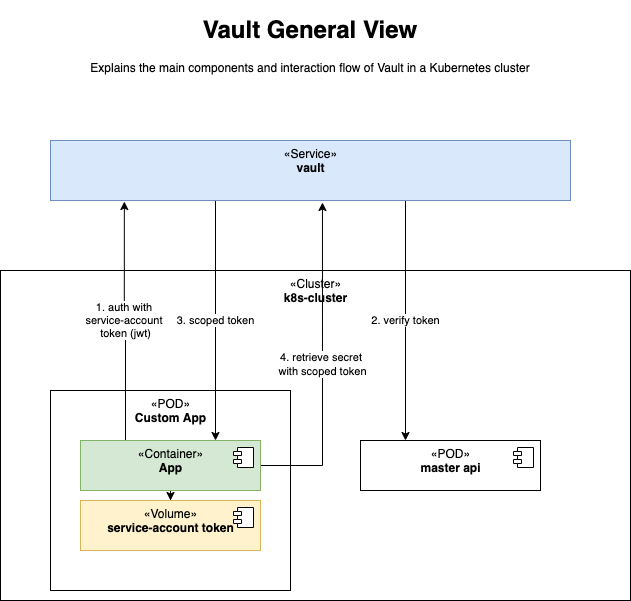 Vault General View
Explains the main components and interaction flow of Vault in a Kubernetes cluster
«Service»
vault
«Cluster»
k8s-cluster
1. auth with
service-account
token (jwt)
3. scoped token
2. verify token
4. retrieve secret
with scoped token
«POD»
Custom App
«Container»
App
«POD»
master api
«Volume»
service-account token